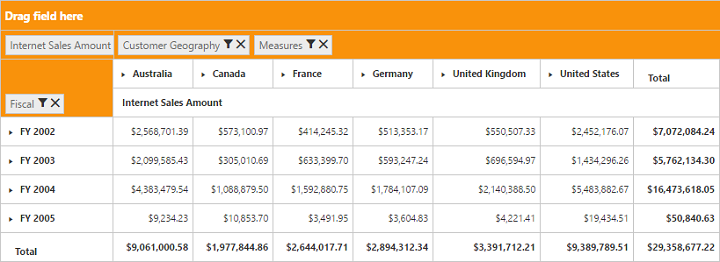 Drag field here
Internet Sales Amount Customer Geography Measures
Australia Canada France Germany United Kingdom United States Total
Fiscal Internet Sales Amount
FY 2002 $2,568,701.39 $573,100.97 $414,245.32 $513,353.17 $550,507.33 $2,452,176.07 $7,072,084.24
FY 2003 $2,099,585.43 $305,010.69 $633,399.70 $593,247.24 $696,594.97 $1,434,296.26 $5,762,134.30
FY 2004 $4,383,479.54 $1,088,879.50 $1,592,880.75 $1,784,107.09 $2,140,388.50 $5,483,882.67 $16,473,618.05
FY 2005 $9,234.23 $10,853.70 $3,491.95 $3,604.83 $4,221.41 $19,434.51 $50,840.63
Total $9,061,000.58 $1,977,844.86 $2,644,017.71 $2,894,312.34 $3,391,712.21 $9,389,789.51 $29,358,677.22